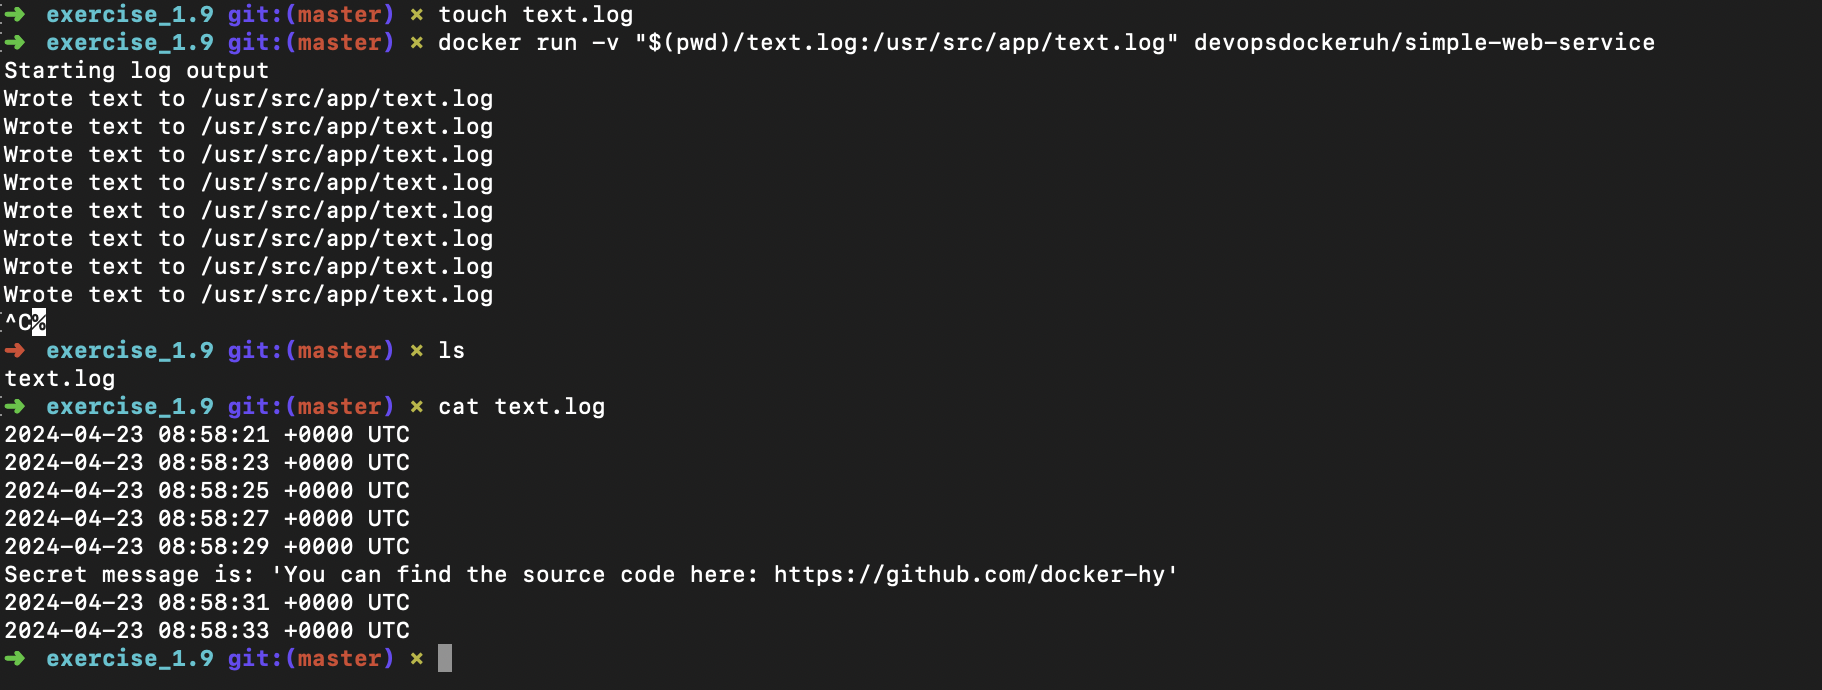 ➜ exercise_1.9 git:(master) × touch text.log
➜ exercise_1.9 git:(master) × docker run -v "$(pwd)/text.log:/usr/src/app/text.log" devopsdockeruh/simple-web-service
Starting log output
Wrote text to /usr/src/app/text.log
Wrote text to /usr/src/app/text.log
Wrote text to /usr/src/app/text.log
Wrote text to /usr/src/app/text.log
Wrote text to /usr/src/app/text.log
Wrote text to /usr/src/app/text.log
Wrote text to /usr/src/app/text.log
Wrote text to /usr/src/app/text.log
^C%
➜ exercise_1.9 git:(master) × ls
text.log
➜ exercise_1.9 git:(master) × cat text.log
2024-04-23 08:58:21 +0000 UTC
2024-04-23 08:58:23 +0000 UTC
2024-04-23 08:58:25 +0000 UTC
2024-04-23 08:58:27 +0000 UTC
2024-04-23 08:58:29 +0000 UTC
Secret message is: 'You can find the source code here: https://github.com/docker-hy'
2024-04-23 08:58:31 +0000 UTC
2024-04-23 08:58:33 +0000 UTC
➜ exercise_1.9 git:(master) ×